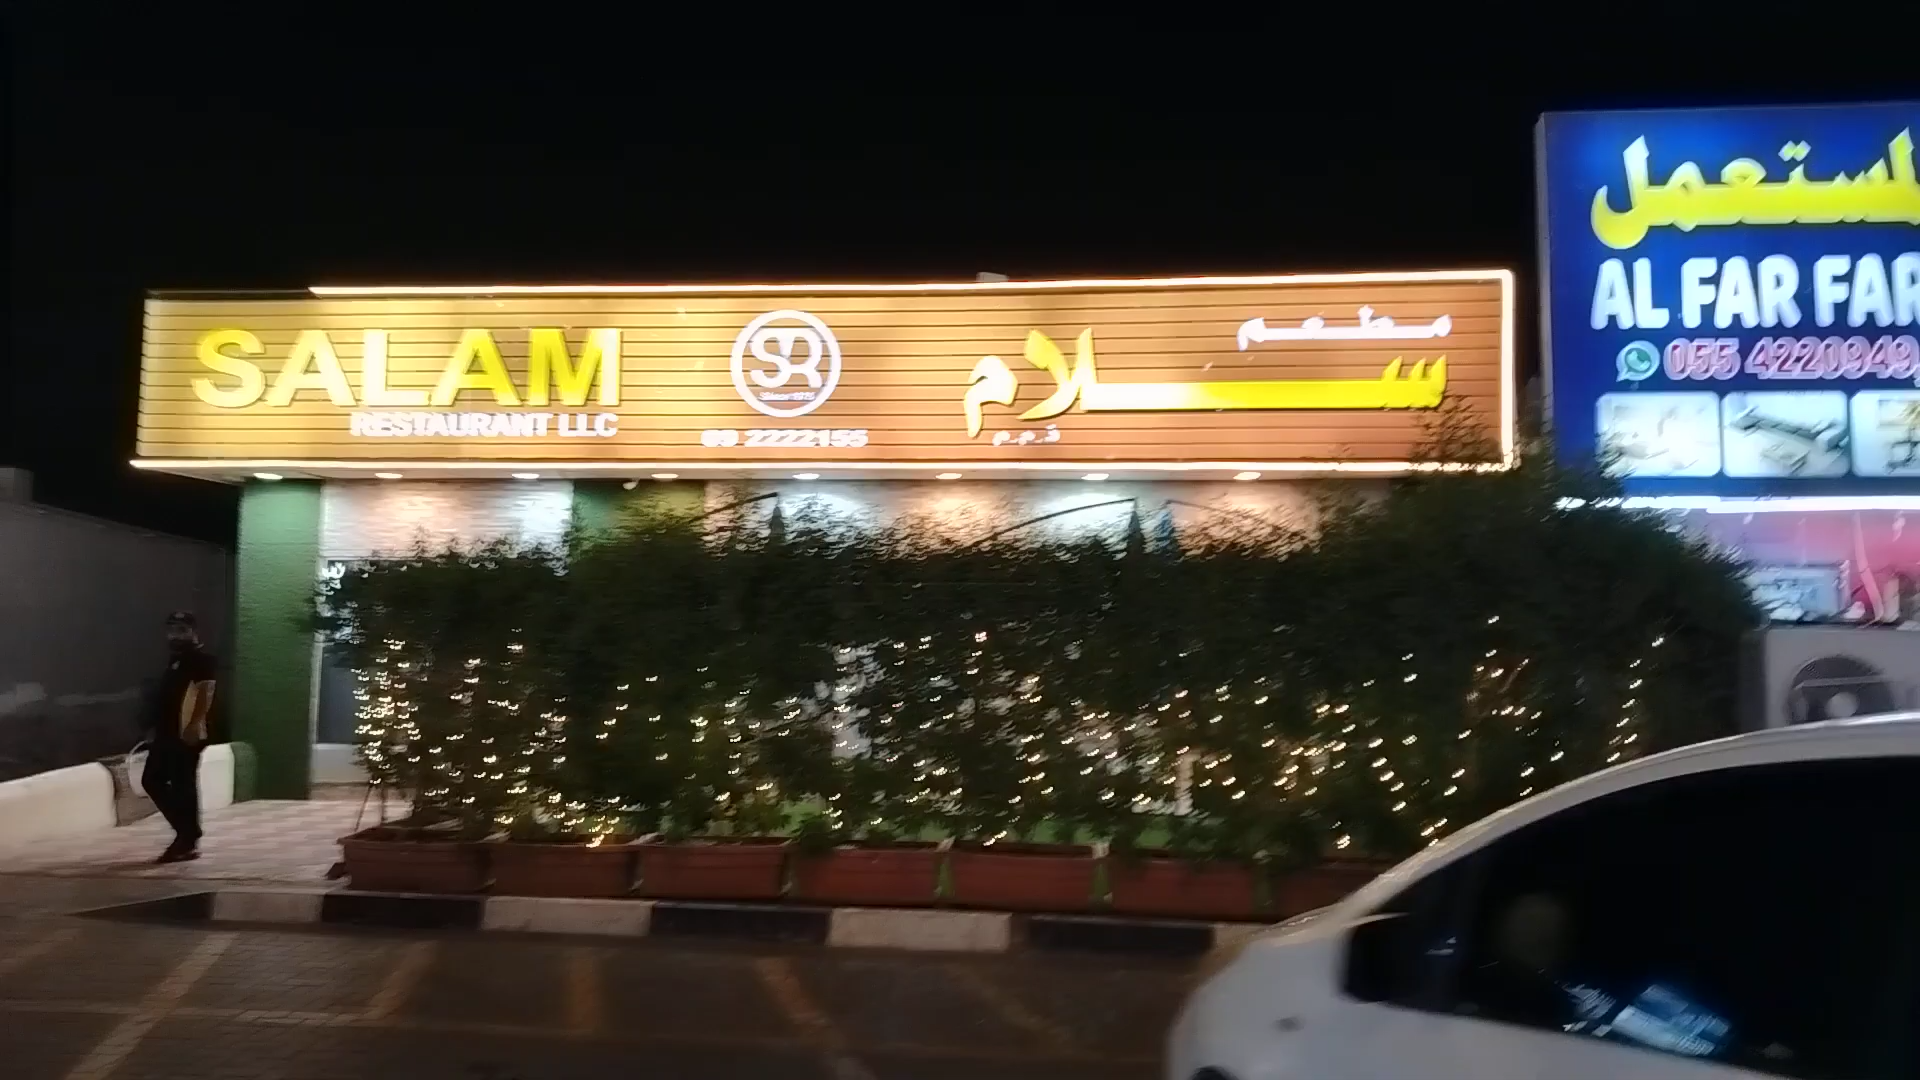 SALAM
RESTAURANT LLC
SR
09 2222155
مطعم
سلام
ذ.م.م
المستعمل
AL FAR FAR
055 4220949